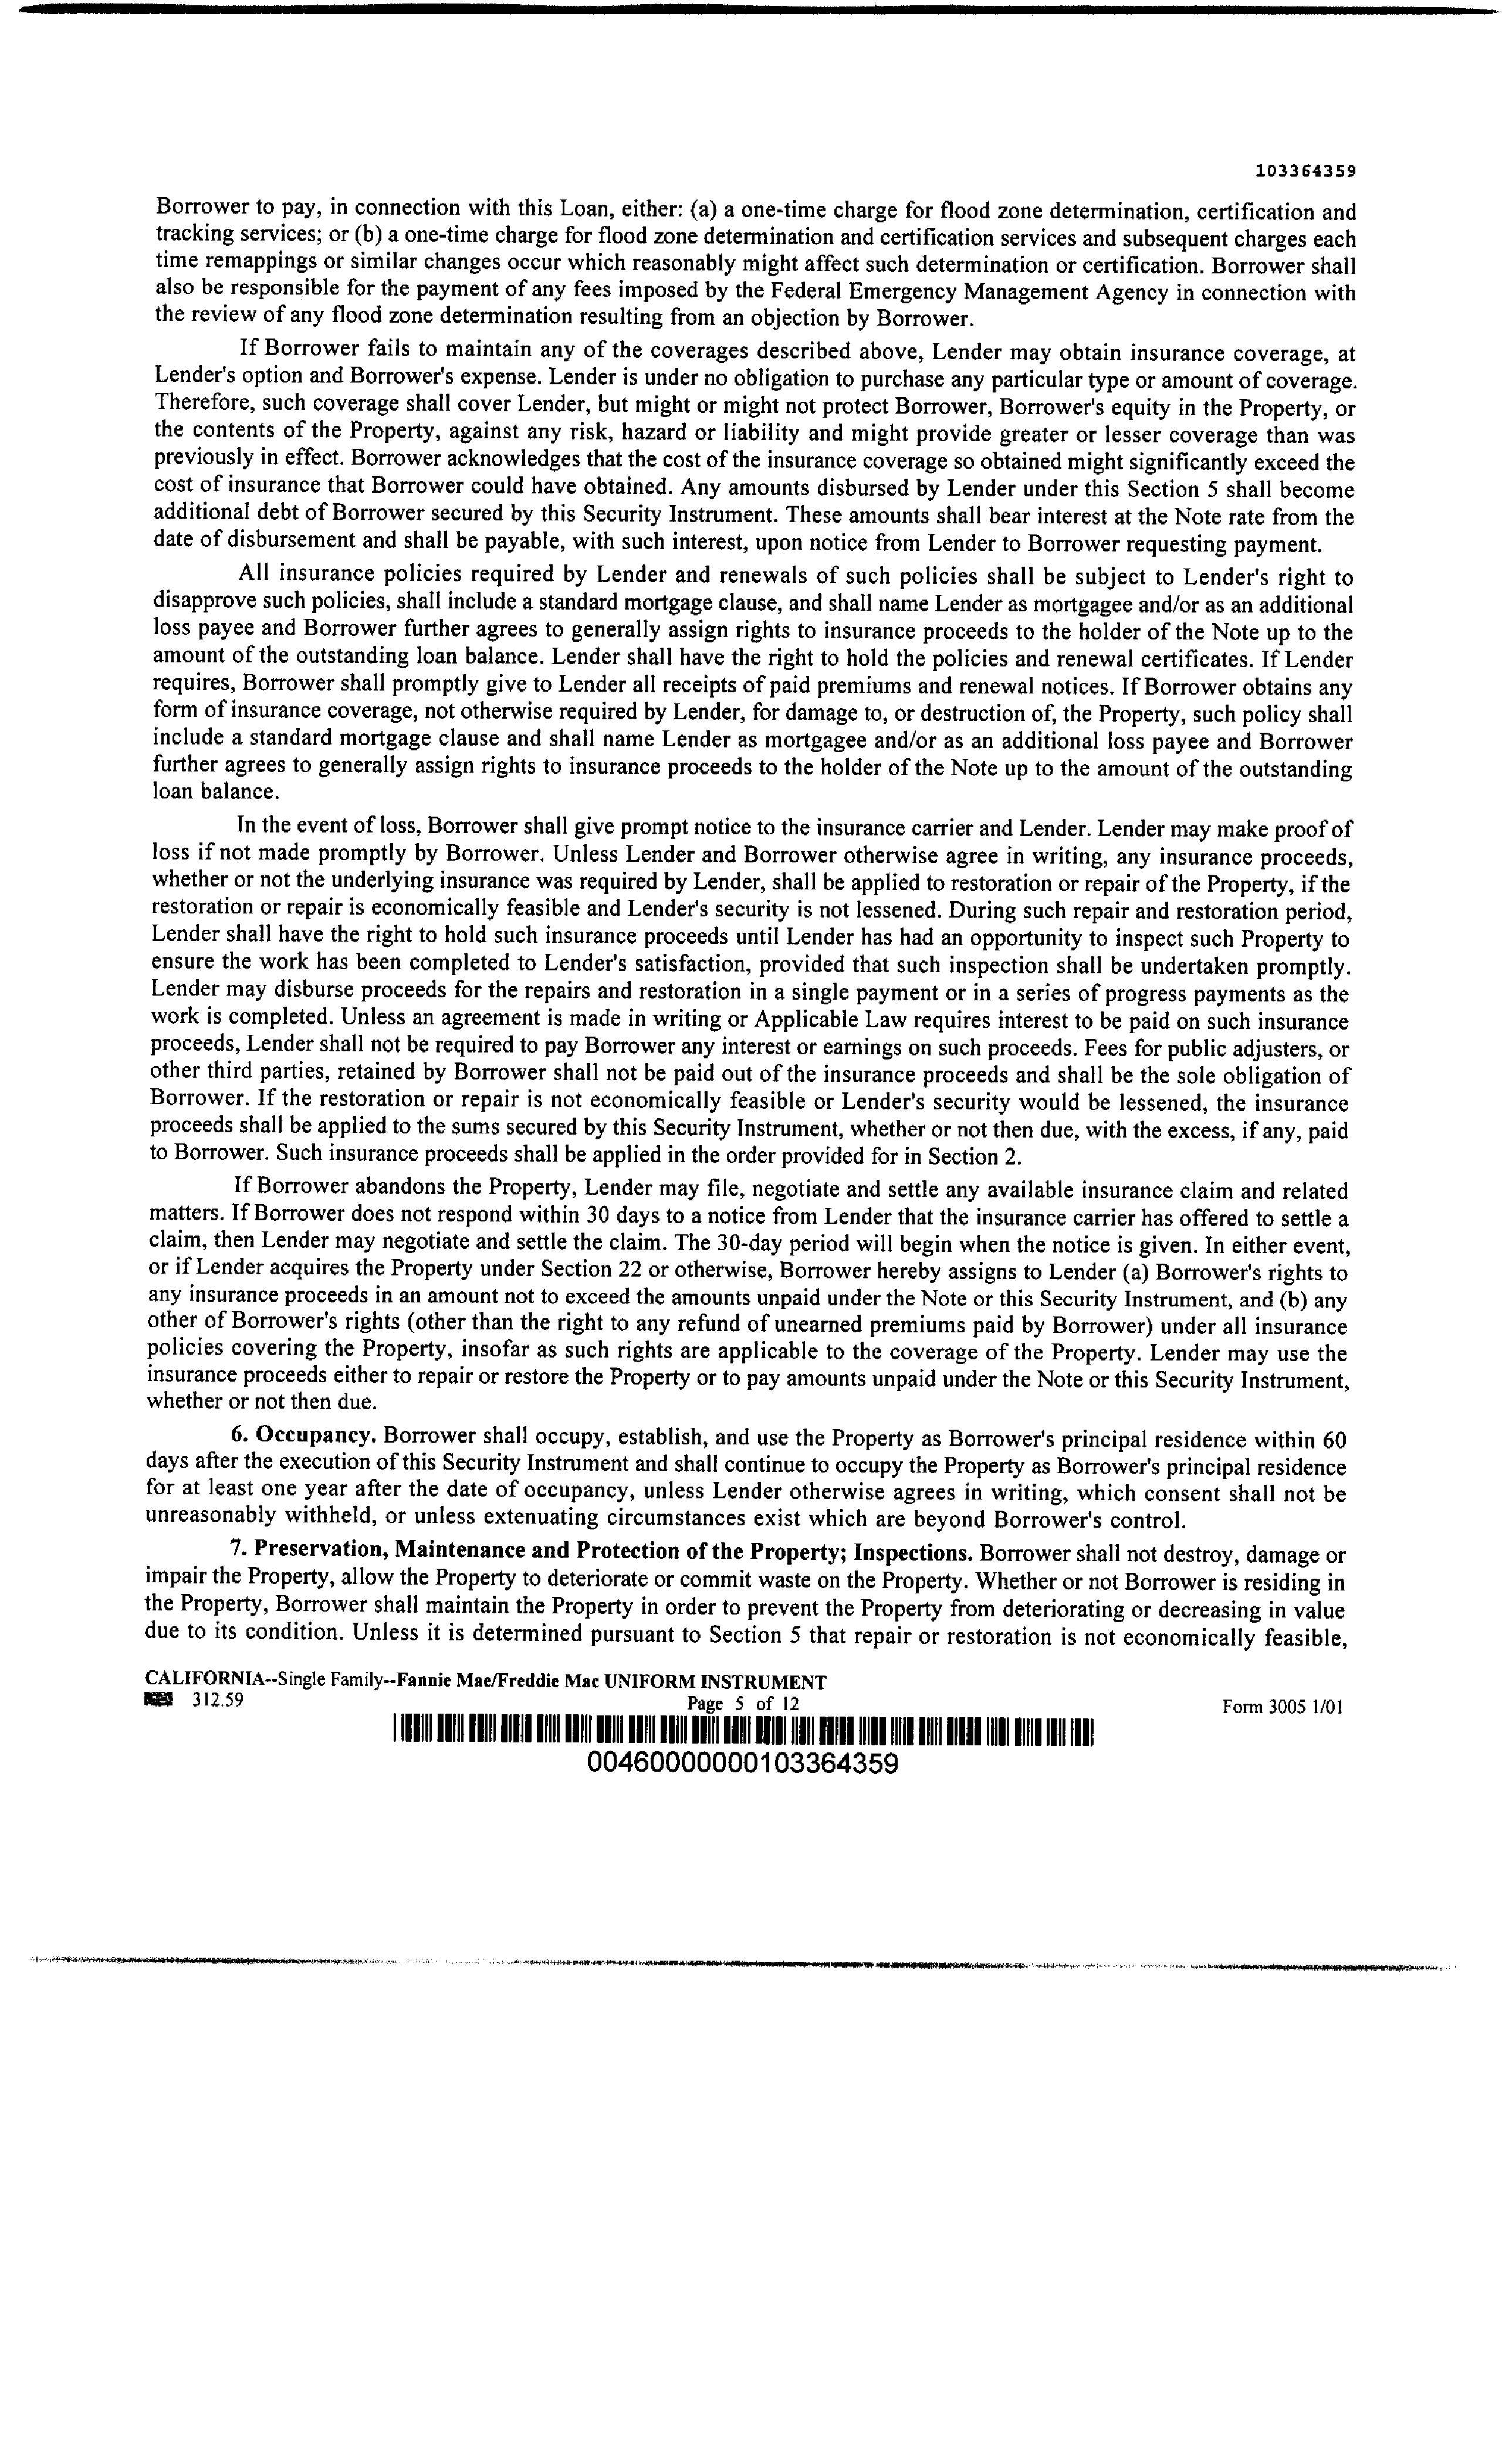 103364359
Borrower to pay, in connection with this Loan, either: (a) a one-time charge for flood zone determination, certification and
tracking services; or (b) a one-time charge for flood zone determination and certification services and subsequent charges each
time remappings or similar changes occur which reasonably might affect such determination or certification. Borrower shall
also be responsible for the payment of any fees imposed by the Federal Emergency Management Agency in connection with
the review of any flood zone determination resulting from an objection by Borrower.
If Borrower fails to maintain any of the coverages described above, Lender may obtain insurance coverage, at
Lender's option and Borrower's expense. Lender is under no obligation to purchase any particular type or amount of coverage.
Therefore, such coverage shall cover Lender, but might or might not protect Borrower, Borrower's equity in the Property, or
the contents of the Property, against any risk, hazard or liability and might provide greater or lesser coverage than was
previously in effect. Borrower acknowledges that the cost of the insurance coverage so obtained might significantly exceed the
cost of insurance that Borrower could have obtained. Any amounts disbursed by Lender under this Section 5 shall become
additional debt of Borrower secured by this Security Instrument. These amounts shall bear interest at the Note rate from the
date of disbursement and shall be payable, with such interest, upon notice from Lender to Borrower requesting payment.
All insurance policies required by Lender and renewals of such policies shall be subject to Lender's right to
disapprove such policies, shall include a standard mortgage clause, and shall name Lender as mortgagee and/or as an additional
loss payee and Borrower further agrees to generally assign rights to insurance proceeds to the holder of the Note up to the
amount of the outstanding loan balance. Lender shall have the right to hold the policies and renewal certificates. If Lender
requires, Borrower shall promptly give to Lender all receipts of paid premiums and renewal notices. If Borrower obtains any
form of insurance coverage, not otherwise required by Lender, for damage to, or destruction of, the Property, such policy shall
include a standard mortgage clause and shall name Lender as mortgagee and/or as an additional loss payee and Borrower
further agrees to generally assign rights to insurance proceeds to the holder of the Note up to the amount of the outstanding
loan balance.
In the event of loss, Borrower shall give prompt notice to the insurance carrier and Lender. Lender may make proof of
loss if not made promptly by Borrower. Unless Lender and Borrower otherwise agree in writing, any insurance proceeds,
whether or not the underlying insurance was required by Lender, shall be applied to restoration or repair of the Property, if the
restoration or repair is economically feasible and Lender's security is not lessened. During such repair and restoration period,
Lender shall have the right to hold such insurance proceeds until Lender has had an opportunity to inspect such Property to
ensure the work has been completed to Lender's satisfaction, provided that such inspection shall be undertaken promptly.
Lender may disburse proceeds for the repairs and restoration in a single payment or in a series of progress payments as the
work is completed. Unless an agreement is made in writing or Applicable Law requires interest to be paid on such insurance
proceeds, Lender shall not be required to pay Borrower any interest or earnings on such proceeds. Fees for public adjusters, or
other third parties, retained by Borrower shall not be paid out of the insurance proceeds and shall be the sole obligation of
Borrower. If the restoration or repair is not economically feasible or Lender's security would be lessened, the insurance
proceeds shall be applied to the sums secured by this Security Instrument, whether or not then due, with the excess, if any, paid
to Borrower. Such insurance proceeds shall be applied in the order provided for in Section 2.
If Borrower abandons the Property, Lender may file, negotiate and settle any available insurance claim and related
matters. If Borrower does not respond within 30 days to a notice from Lender that the insurance carrier has offered to settle a
claim, then Lender may negotiate and settle the claim. The 30-day period will begin when the notice is given. In either event,
or if Lender acquires the Property under Section 22 or otherwise, Borrower hereby assigns to Lender (a) Borrower's rights to
any insurance proceeds in an amount not to exceed the amounts unpaid under the Note or this Security Instrument, and (b) any
other of Borrower's rights (other than the right to any refund of unearned premiums paid by Borrower) under all insurance
policies covering the Property, insofar as such rights are applicable to the coverage of the Property. Lender may use the
insurance proceeds either to repair or restore the Property or to pay amounts unpaid under the Note or this Security Instrument,
whether or not then due.
6. Occupancy. Borrower shall occupy, establish, and use the Property as Borrower's principal residence within 60
days after the execution of this Security Instrument and shall continue to occupy the Property as Borrower's principal residence
for at least one year after the date of occupancy, unless Lender otherwise agrees in writing, which consent shall not be
unreasonably withheld, or unless extenuating circumstances exist which are beyond Borrower's control.
7. Preservation, Maintenance and Protection of the Property; Inspections. Borrower shall not destroy, damage or
impair the Property, allow the Property to deteriorate or commit waste on the Property. Whether or not Borrower is residing in
the Property, Borrower shall maintain the Property in order to prevent the Property from deteriorating or decreasing in value
due to its condition. Unless it is determined pursuant to Section 5 that repair or restoration is not economically feasible,
CALIFORNIA--Single Family--Fannie Mae/Freddie Mac UNIFORM INSTRUMENT
312.59
Page 5 of 12
Form 3005 1/01
00460000000103364359